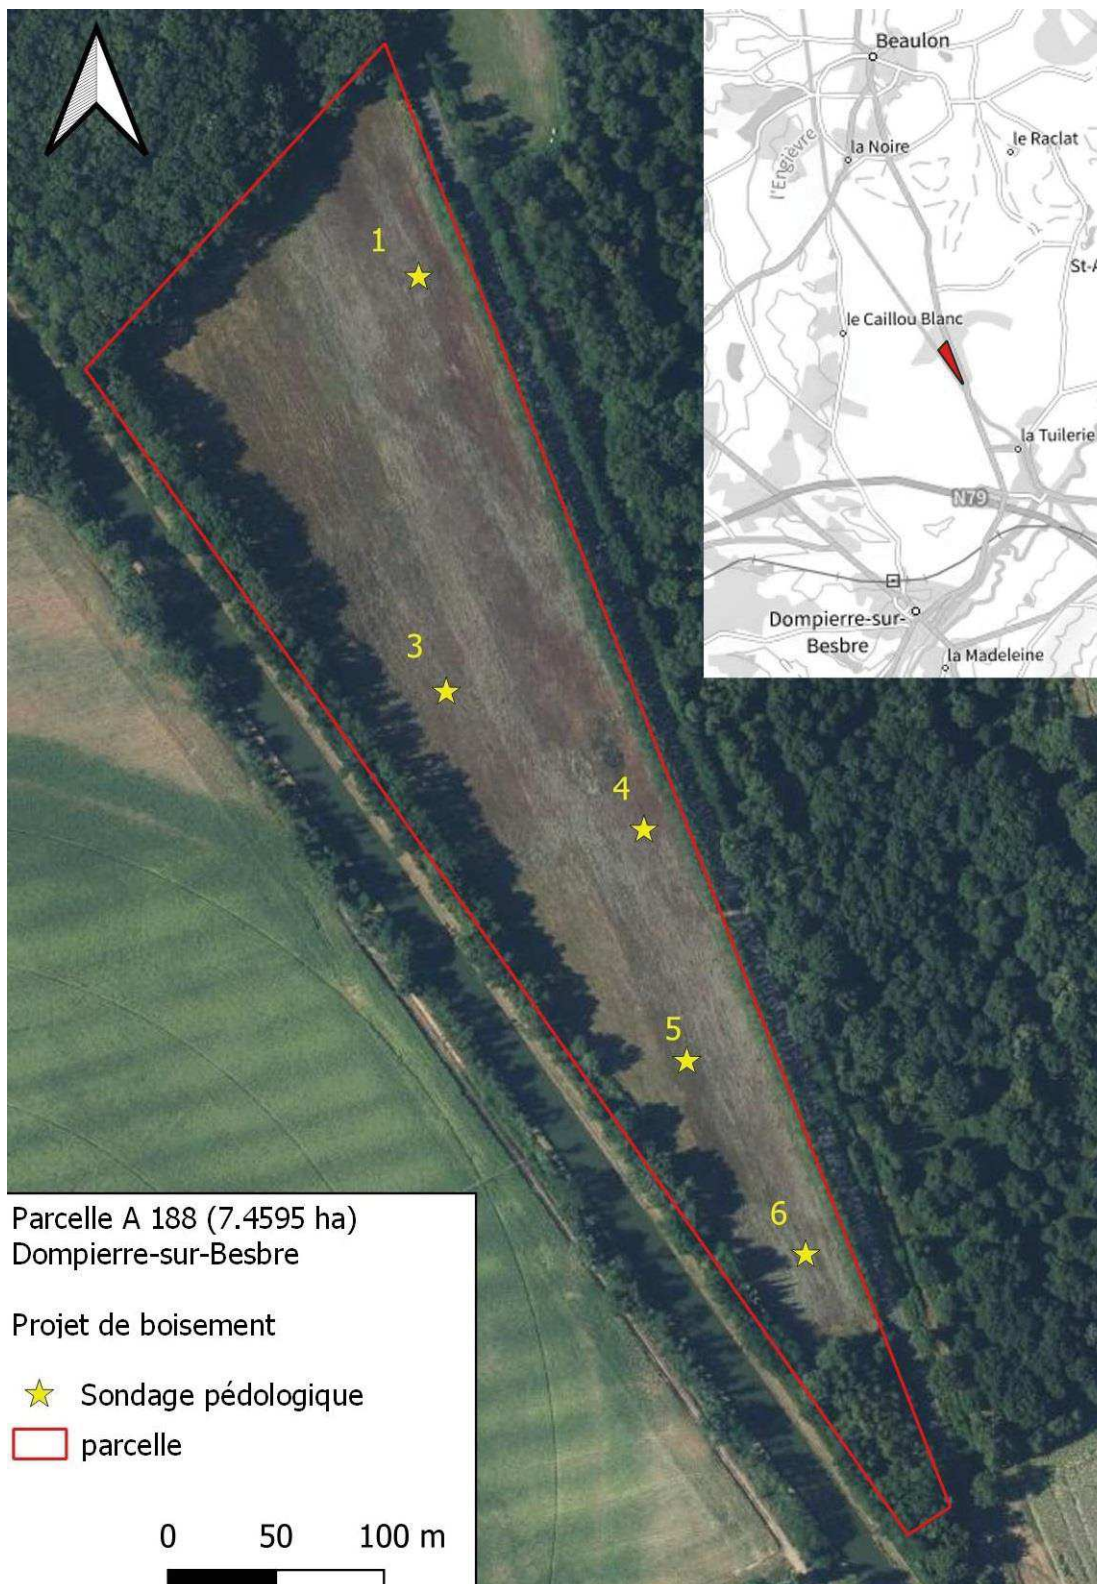 Beaulon
l'Engièvre
la Noire
le Raclat
St-A
le Caillou Blanc
la Tuilerie
N79
Dompierre-sur-
Besbre
la Madeleine
1
3
4
5
6
Parcelle A 188 (7.4595 ha)
Dompierre-sur-Besbre
Projet de boisement
Sondage pédologique
parcelle
0 50 100 m